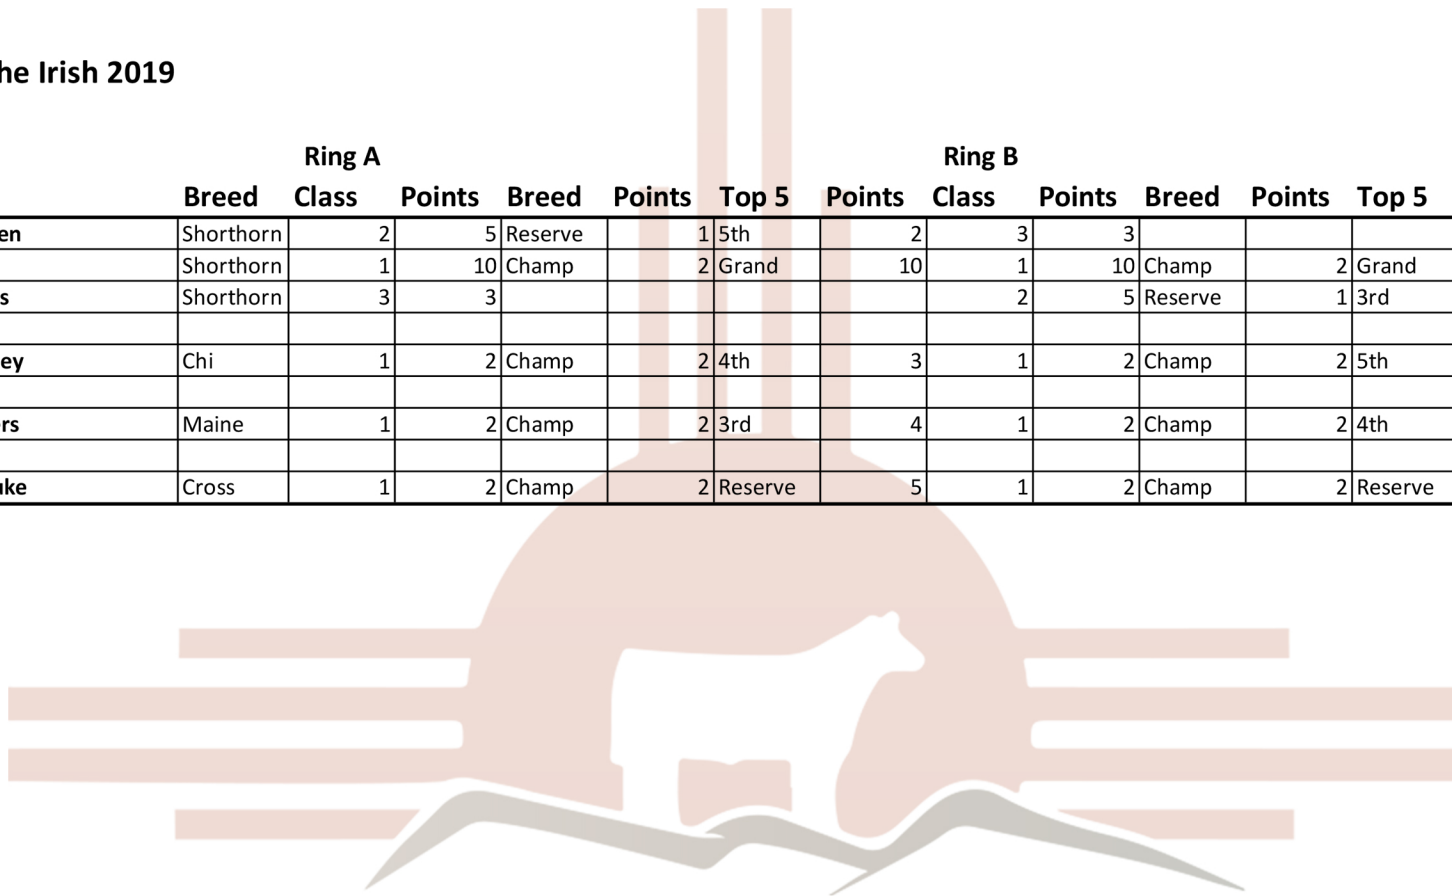 he Irish 2019
Ring A Ring B
Breed Class Points Breed Points Top 5 Points Class Points Breed Points Top 5
en Shorthorn 2 5 Reserve 1 5th 2 3 3
Shorthorn 1 10 Champ 2 Grand 10 1 10 Champ 2 Grand
s Shorthorn 3 3 2 5 Reserve 1 3rd
ey Chi 1 2 Champ 2 4th 3 1 2 Champ 2 5th
rs Maine 1 2 Champ 2 3rd 4 1 2 Champ 2 4th
ke Cross 1 2 Champ 2 Reserve 5 1 2 Champ 2 Reserve